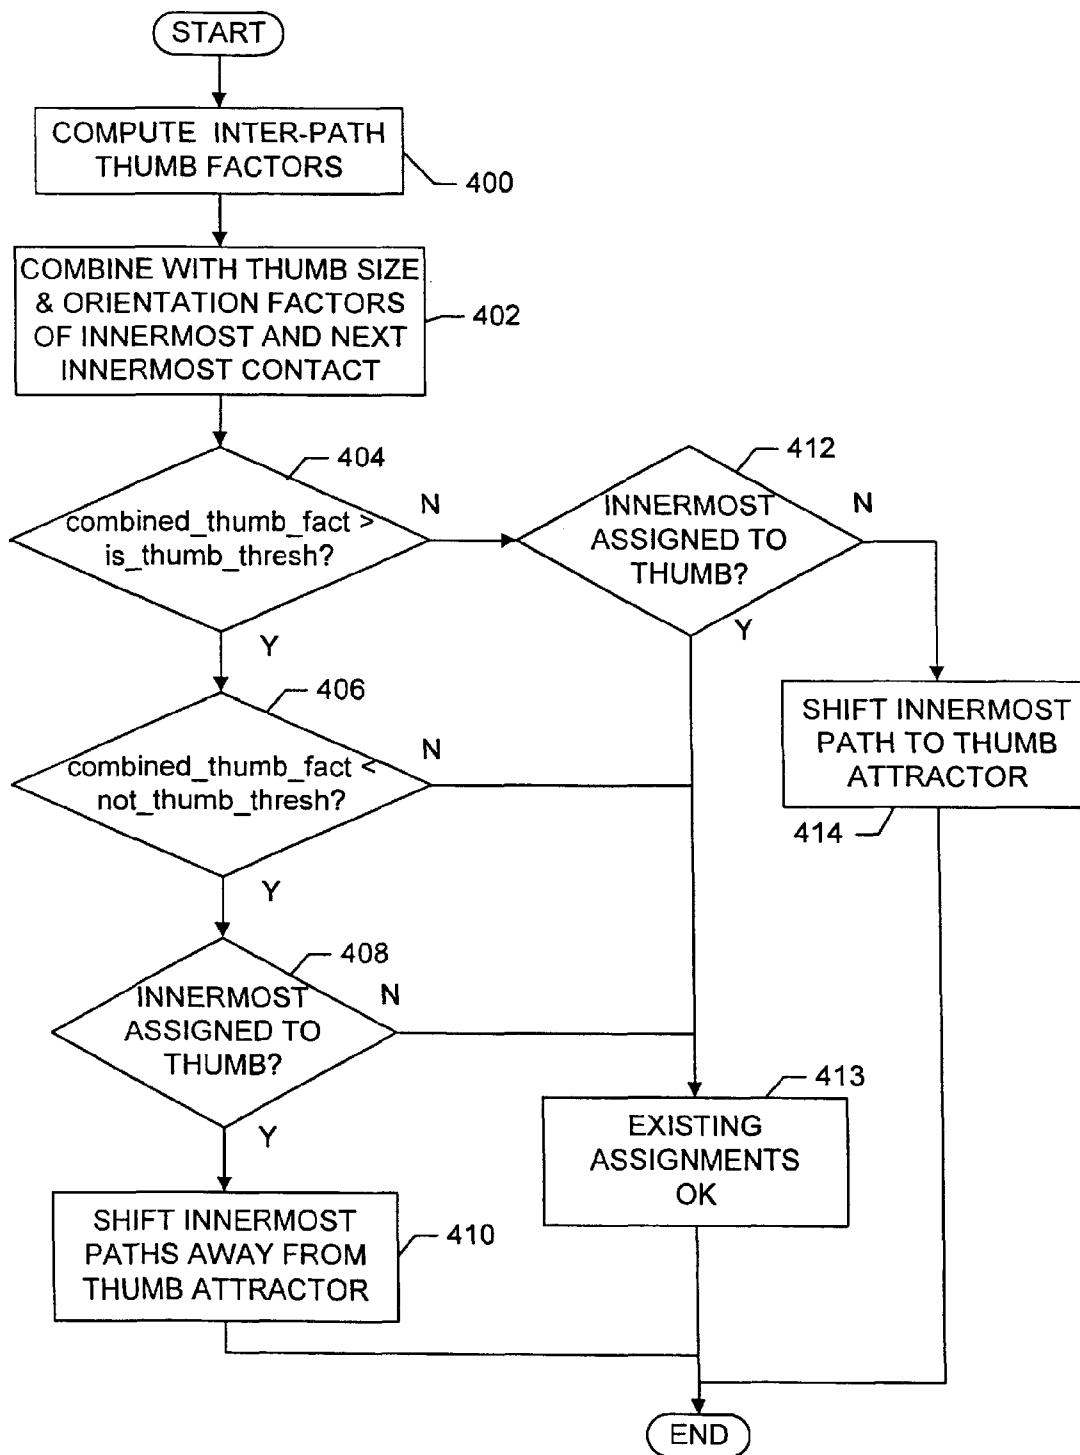 START
COMPUTE INTER-PATH
THUMB FACTORS
400
COMBINE WITH THUMB SIZE
& ORIENTATION FACTORS
OF INNERMOST AND NEXT
INNERMOST CONTACT
402
404
combined_thumb_fact >
is_thumb_thresh?
N
Y
412
INNERMOST
ASSIGNED TO
THUMB?
N
Y
406
combined_thumb_fact <
not_thumb_thresh?
N
Y
SHIFT INNERMOST
PATH TO THUMB
ATTRACTOR
414
408
INNERMOST
ASSIGNED TO
THUMB?
N
Y
413
EXISTING
ASSIGNMENTS
OK
SHIFT INNERMOST
PATHS AWAY FROM
THUMB ATTRACTOR
410
END